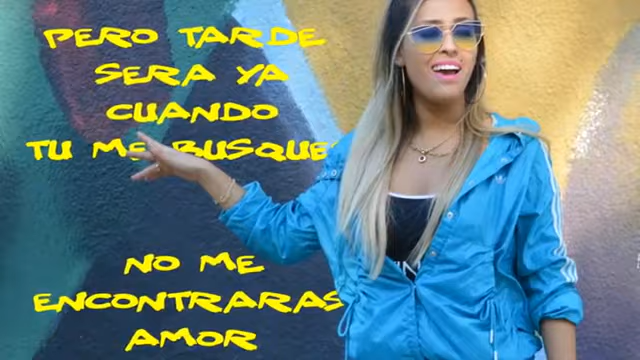 PERO TARDE
SERA YA
CUANDO
TU ME BUSQUES
NO ME
ENCONTRARAS
AMOR